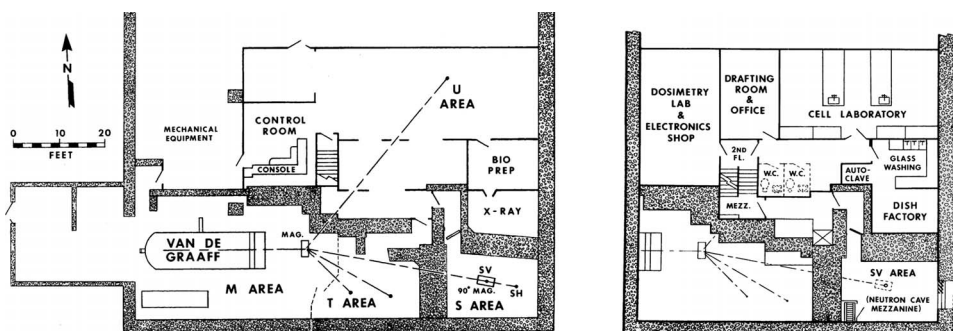 N
0 10 20
FEET
MECHANICAL
EQUIPMENT
CONTROL
ROOM
CONSOLE
U
AREA
BIO
PREP
X-RAY
MAG.
VAN DE
GRAAFF
M AREA
T AREA
SV
90° MAG.
SH
S AREA
DOSIMETRY
LAB
&
ELECTRONICS
SHOP
DRAFTING
ROOM
&
OFFICE
CELL LABORATORY
2ND
FL.
W.C.
W.C.
GLASS
WASHING
AUTO-
CLAVE
MEZZ.
DISH
FACTORY
SV AREA
(NEUTRON CAVE
MEZZANINE)